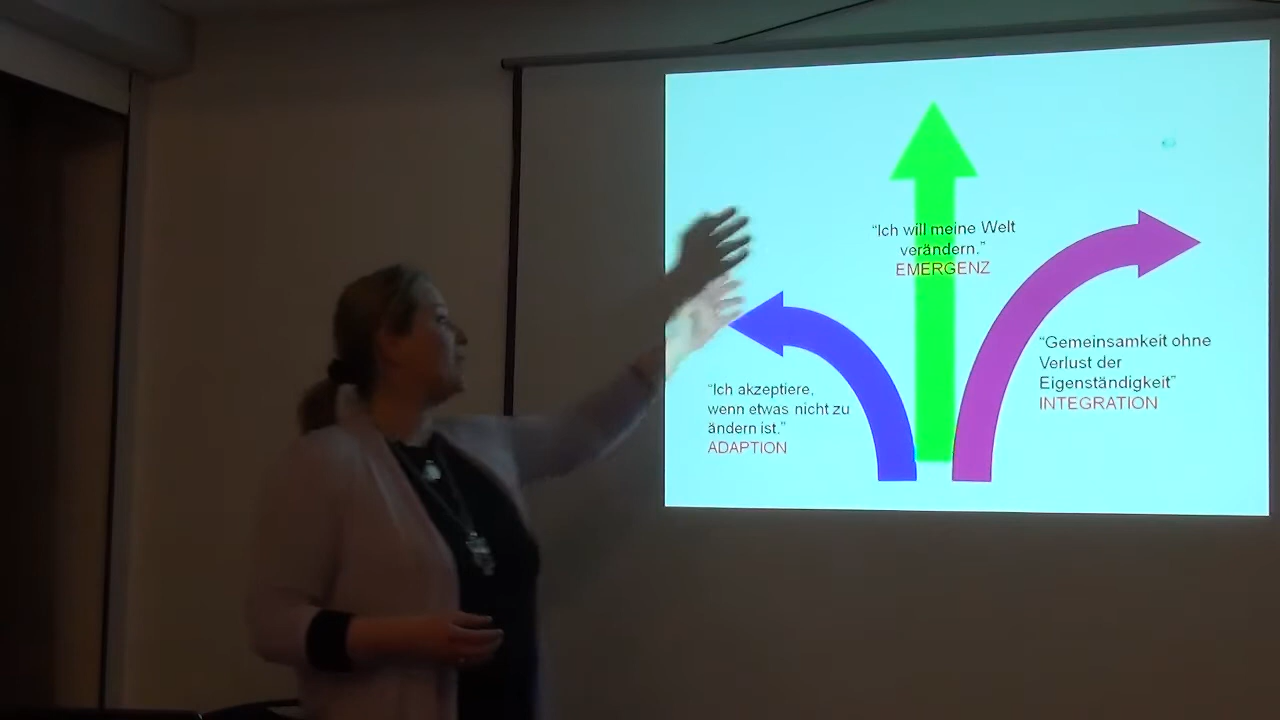 “Ich will meine Welt
verändern.”
EMERGENZ
“Ich akzeptiere,
wenn etwas nicht zu
ändern ist.”
ADAPTION
“Gemeinsamkeit ohne
Verlust der
Eigenständigkeit”
INTEGRATION